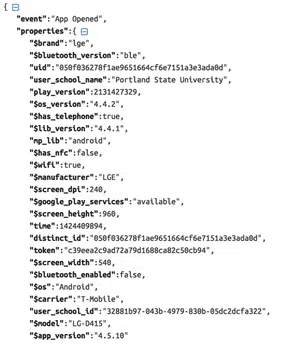 {
"event":"App Opened",
"properties":{
"$brand":"lge",
"$bluetooth_version":"ble",
"uid":"050f036278f1ae9651664cf6e7151a3e3ada0d",
"user_school_name":"Portland State University",
"play_version":2131427329,
"$os_version":"4.4.2",
"$has_telephone":true,
"$lib_version":"4.4.1",
"mp_lib":"android",
"$has_nfc":false,
"$wifi":true,
"$manufacturer":"LGE",
"$screen_dpi":240,
"$google_play_services":"available",
"$screen_height":960,
"time":1424409894,
"distinct_id":"050f036278f1ae9651664cf6e7151a3e3ada0d",
"token":"c39eea2c9ad72a79d1688ca82c50cb94",
"$screen_width":540,
"$bluetooth_enabled":false,
"$os":"Android",
"$carrier":"T-Mobile",
"user_school_id":"32881b97-043b-4979-830b-05dc2dcfa322",
"$model":"LG-D415",
"$app_version":"4.5.10"